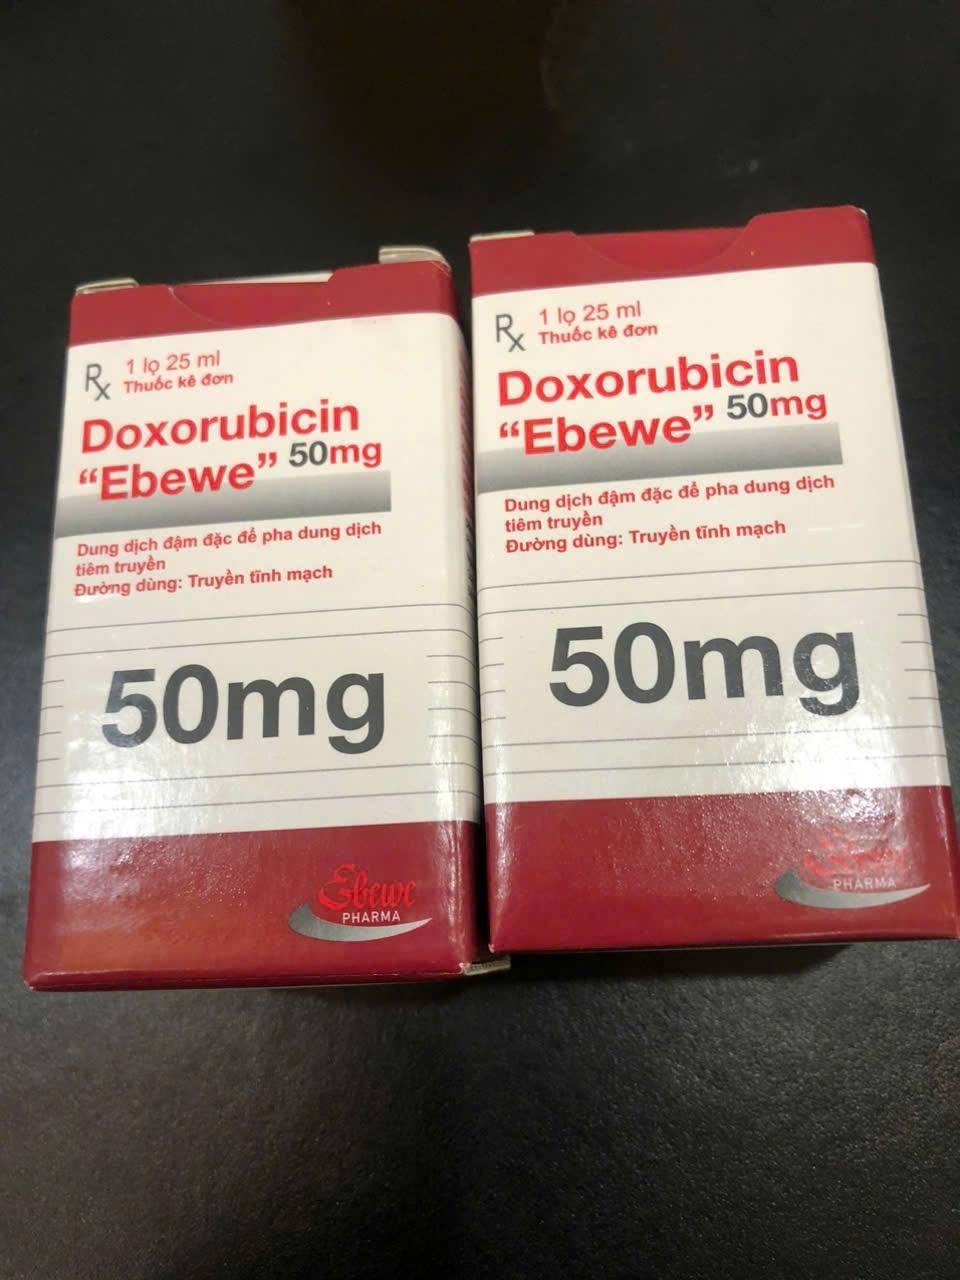 Rx
1 lọ 25 ml
Thuốc kê đơn
Doxorubicin
“Ebewe” 50mg
Dung dịch đậm đặc để pha dung dịch
tiêm truyền
Đường dùng: Truyền tĩnh mạch
50mg
Ebewe
PHARMA
Rx
1 lọ 25 ml
Thuốc kê đơn
Doxorubicin
“Ebewe” 50mg
Dung dịch đậm đặc để pha dung dịch
tiêm truyền
Đường dùng: Truyền tĩnh mạch
50mg
Ebewe
PHARMA